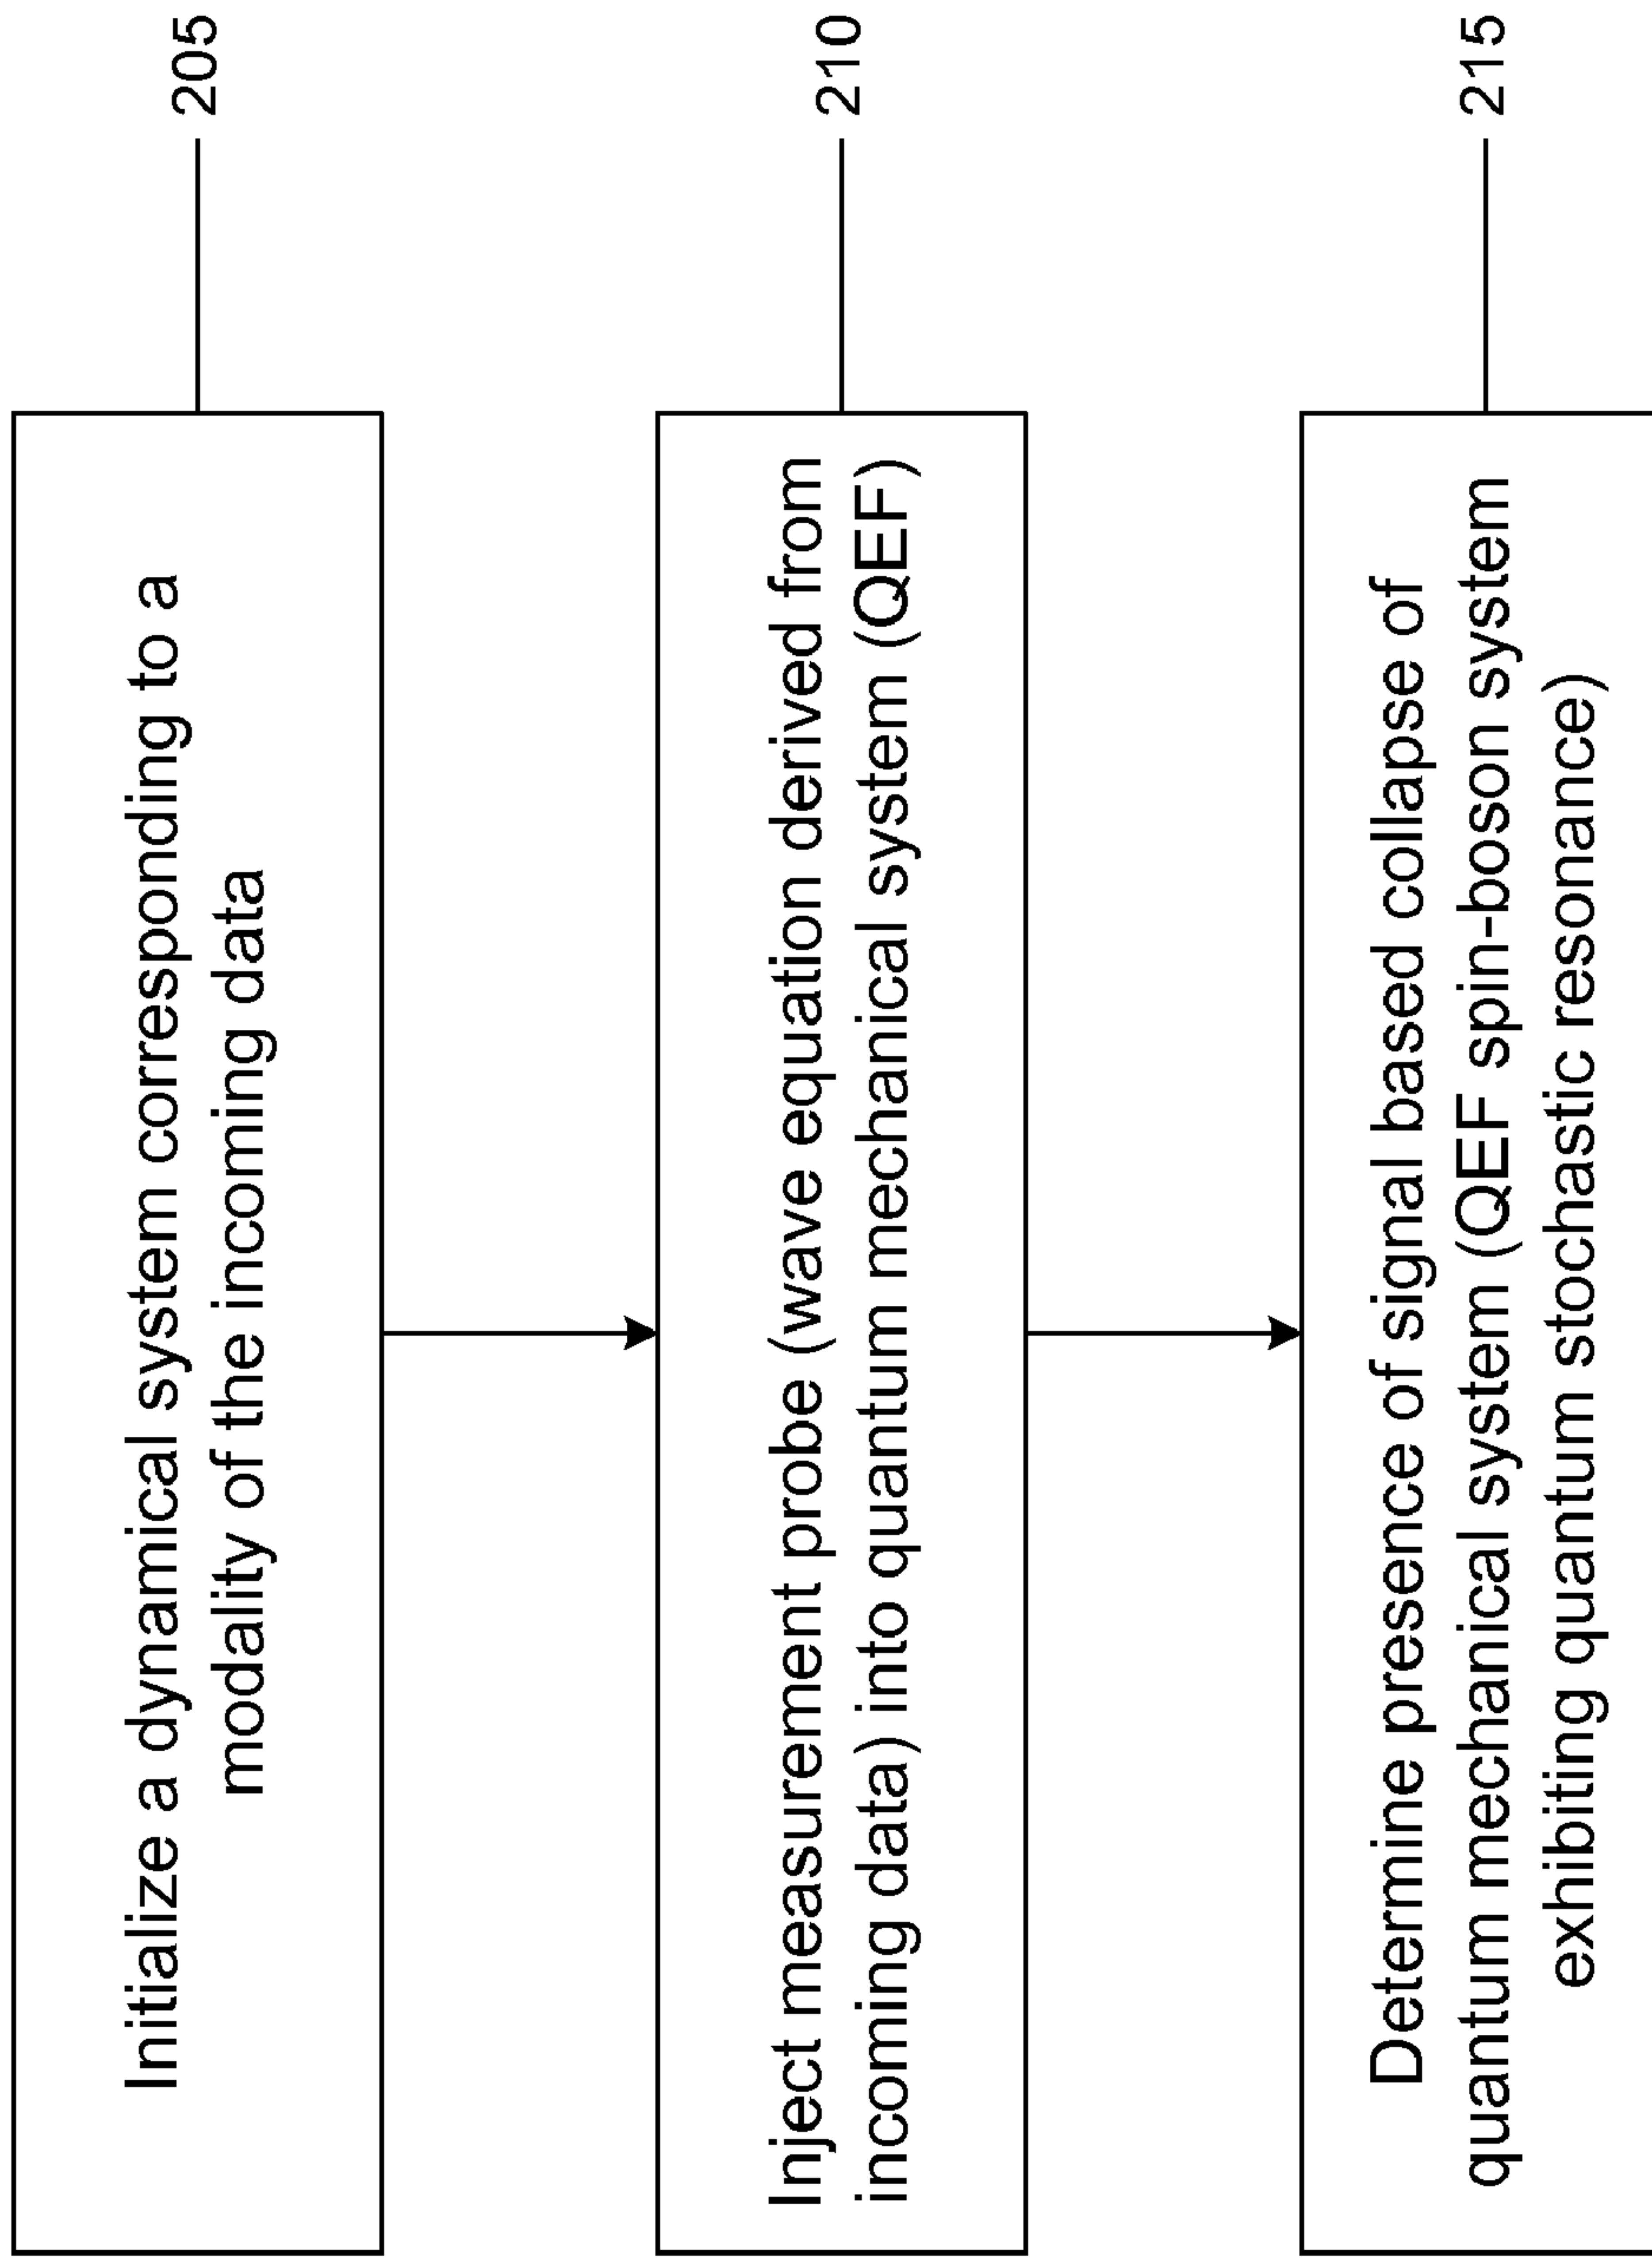 Initialize a dynamical system corresponding to a
modality of the incoming data
205
Inject measurement probe (wave equation derived from
incoming data) into quantum mechanical system (QEF)
210
Determine presence of signal based collapse of
quantum mechanical system (QEF spin-boson system
exhibiting quantum stochastic resonance)
215